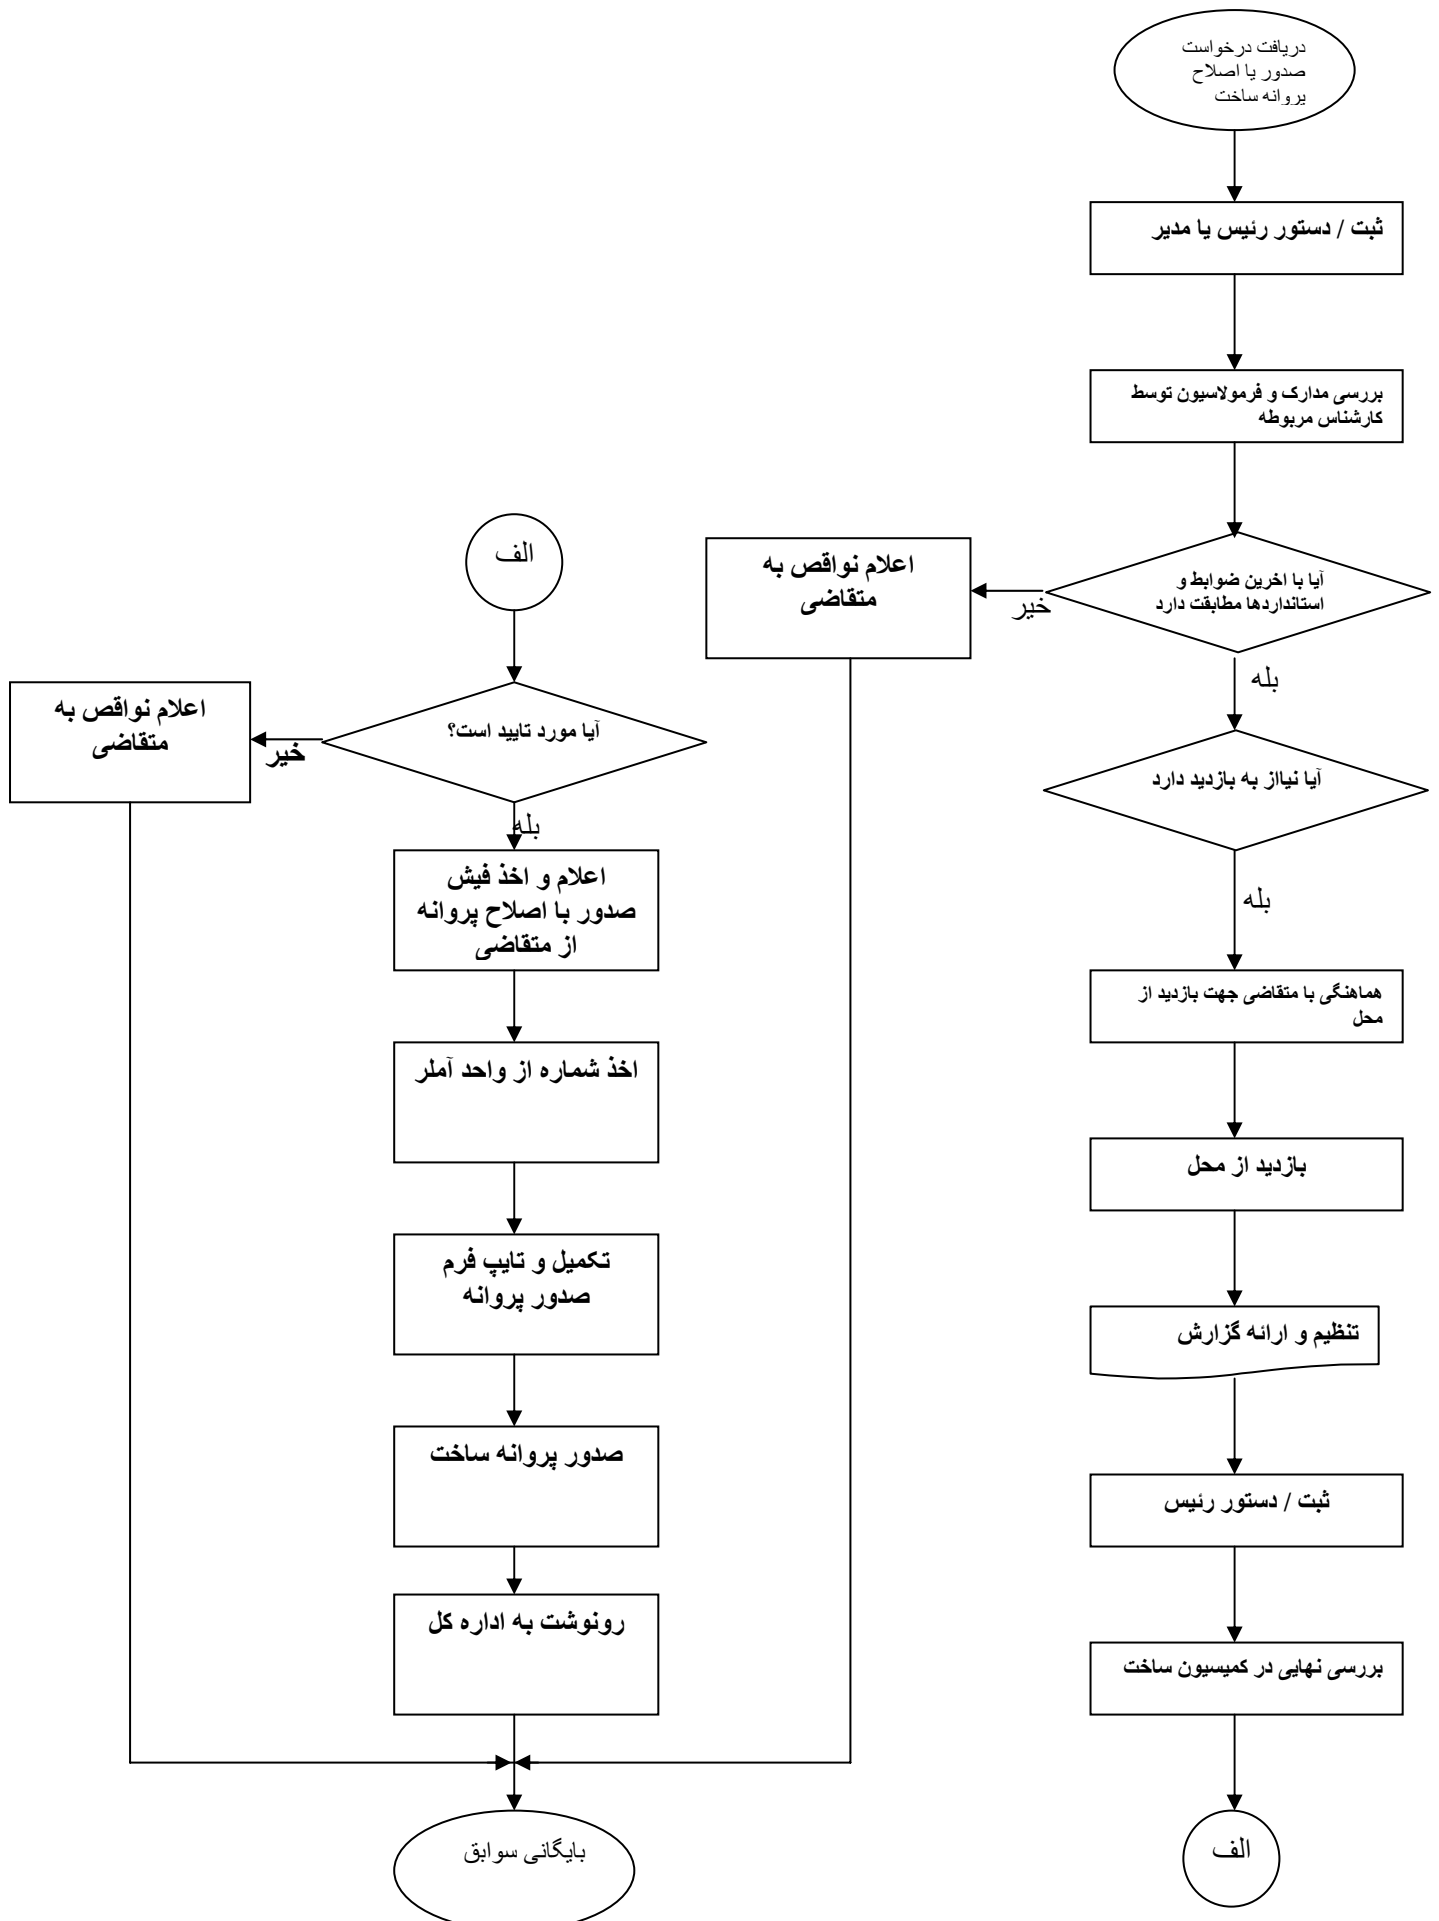 دریافت درخواست
صدور یا اصلاح
پروانه ساخت
ثبت / دستور رئیس یا مدیر
بررسی مدارک و فرمولاسیون توسط
کارشناس مربوطه
آیا با اخرین ضوابط و
استانداردها مطابقت دارد
خیر
اعلام نواقص به
متقاضی
بله
آیا نیااز به بازدید دارد
بله
هماهنگی با متقاضی جهت بازدید از
محل
بازدید از محل
تنظیم و ارائه گزارش
ثبت / دستور رئیس
بررسی نهایی در کمیسیون ساخت
الف
الف
آیا مورد تایید است؟
خیر
اعلام نواقص به
متقاضی
بله
اعلام و اخذ فیش
صدور با اصلاح پروانه
از متقاضی
اخذ شماره از واحد آملر
تکمیل و تایپ فرم
صدور پروانه
صدور پروانه ساخت
رونوشت به اداره کل
بایگانی سوابق